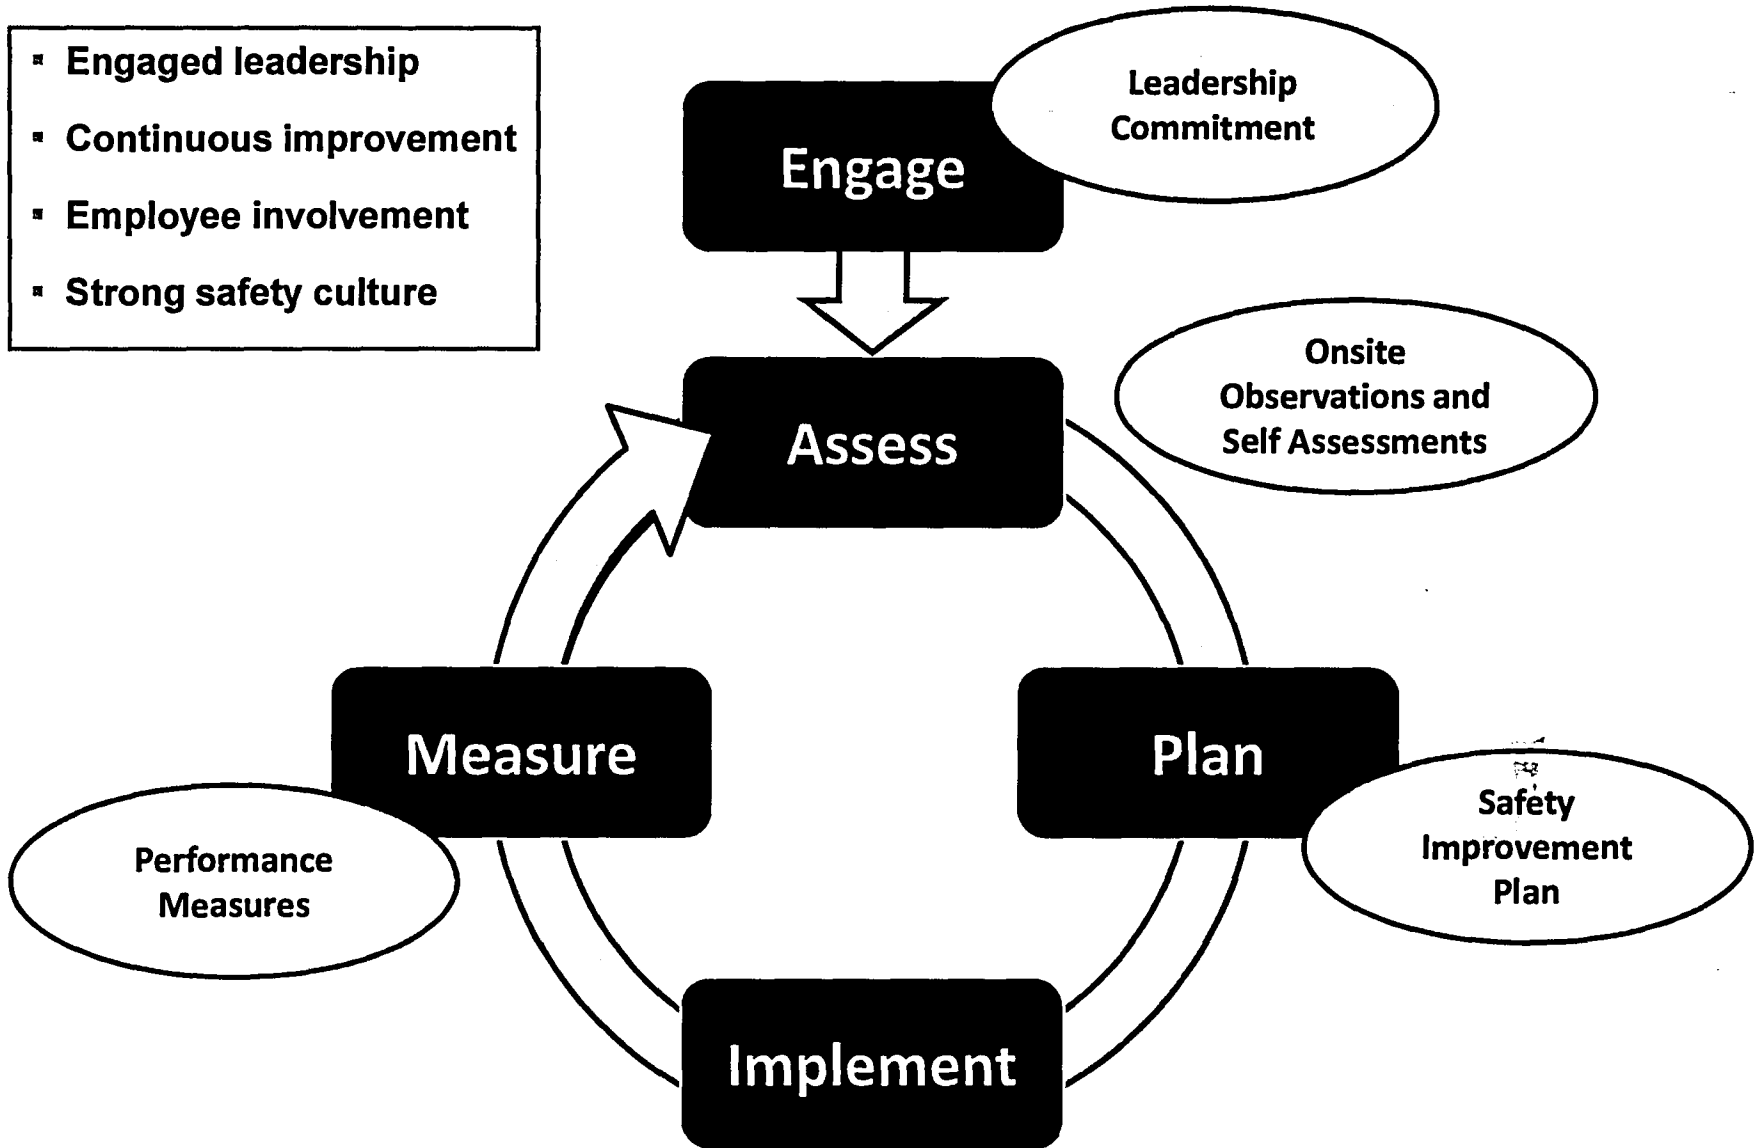 Engaged leadership
Continuous improvement
Employee involvement
Strong safety culture
Engage
Leadership
Commitment
Assess
Onsite
Observations and
Self Assessments
Measure
Performance
Measures
Plan
Safety
Improvement
Plan
Implement